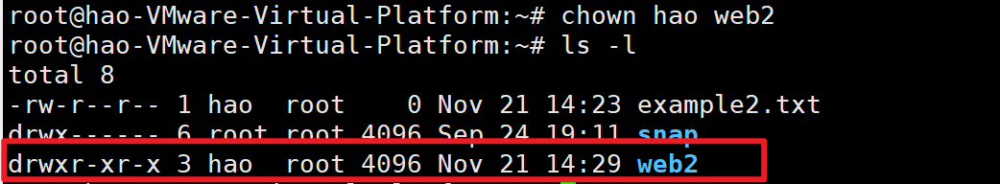 root@hao-VMware-Virtual-Platform:~# chown hao web2
root@hao-VMware-Virtual-Platform:~# ls -l
total 8
-rw-r--r-- 1 hao  root    0 Nov 21 14:23 example2.txt
drwx------ 6 root root 4096 Sep 24 19:11 snap
drwxr-xr-x 3 hao  root 4096 Nov 21 14:29 web2